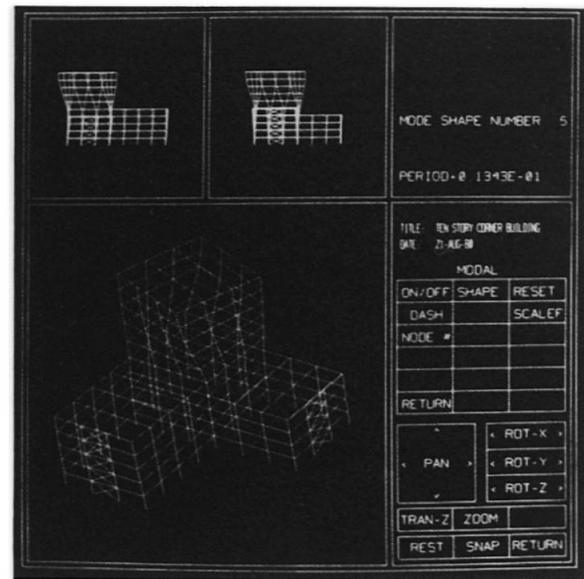 MODE SHAPE NUMBER 5
PERIOD=0 1343E-01
TITLE: TEN STORY CORNER BUILDING
DATE: 21-AUG-80
MODAL
ON/OFF SHAPE RESET
DASH SCALEF
NODE #
RETURN
PAN
< ROT-X >
< ROT-Y >
< ROT-Z >
TRAN-Z ZOOM
REST SNAP RETURN